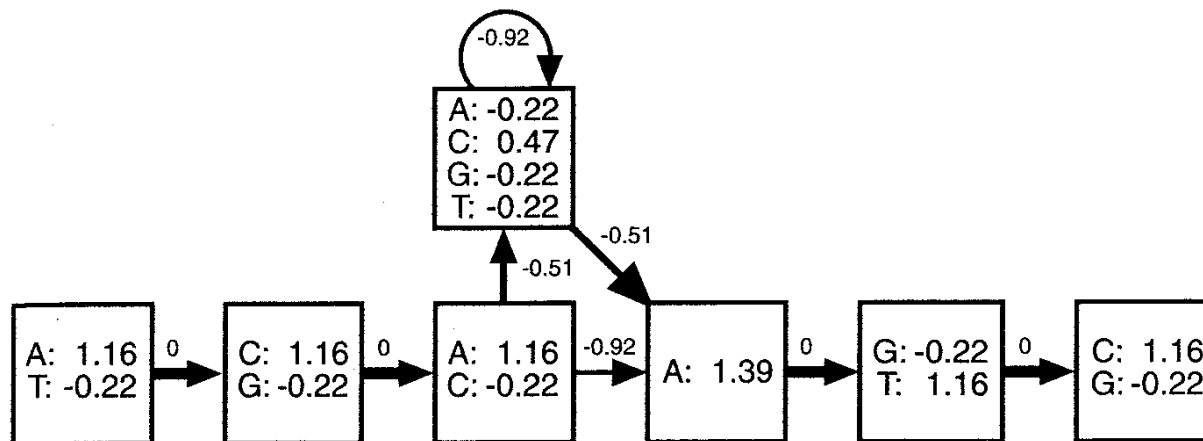 -0.92
A: -0.22
C: 0.47
G: -0.22
T: -0.22
-0.51
-0.51
A: 1.16
T: -0.22
0
C: 1.16
G: -0.22
0
A: 1.16
C: -0.22
-0.92
A: 1.39
0
G: -0.22
T: 1.16
0
C: 1.16
G: -0.22